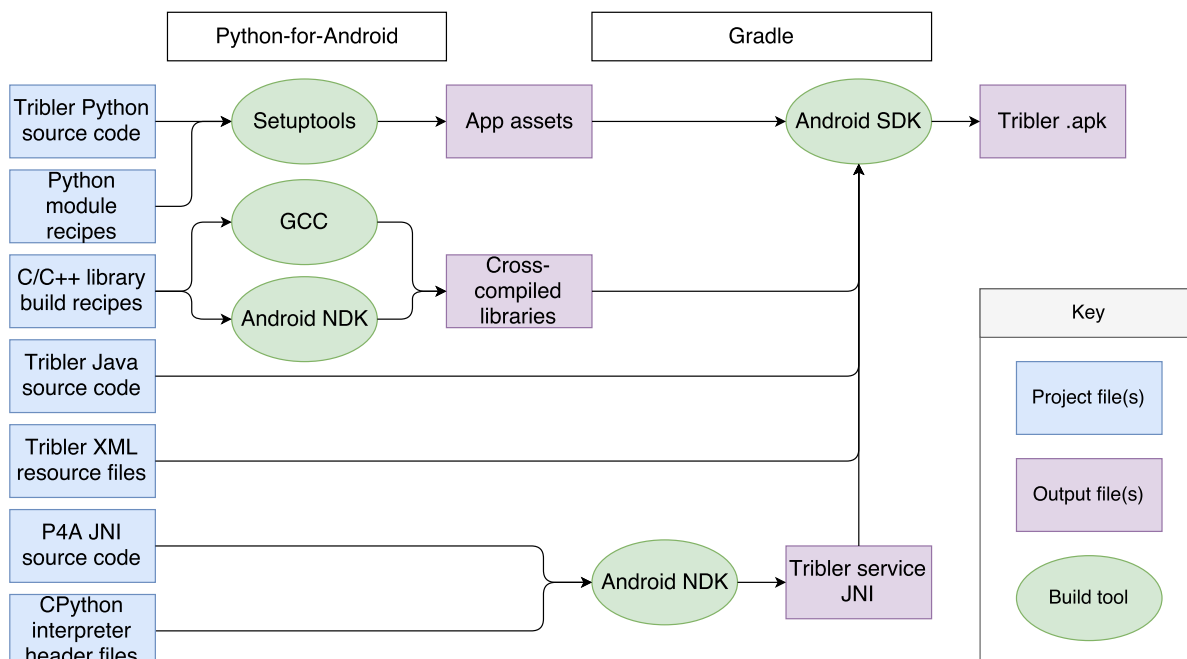 Python-for-Android
Gradle
Tribler Python
source code
Setuptools
App assets
Android SDK
Tribler .apk
Python
module
recipes
GCC
C/C++ library
build recipes
Android NDK
Cross-
compiled
libraries
Key
Tribler Java
source code
Project file(s)
Tribler XML
resource files
Output file(s)
P4A JNI
source code
Android NDK
Tribler service
JNI
Build tool
CPython
interpreter
header files